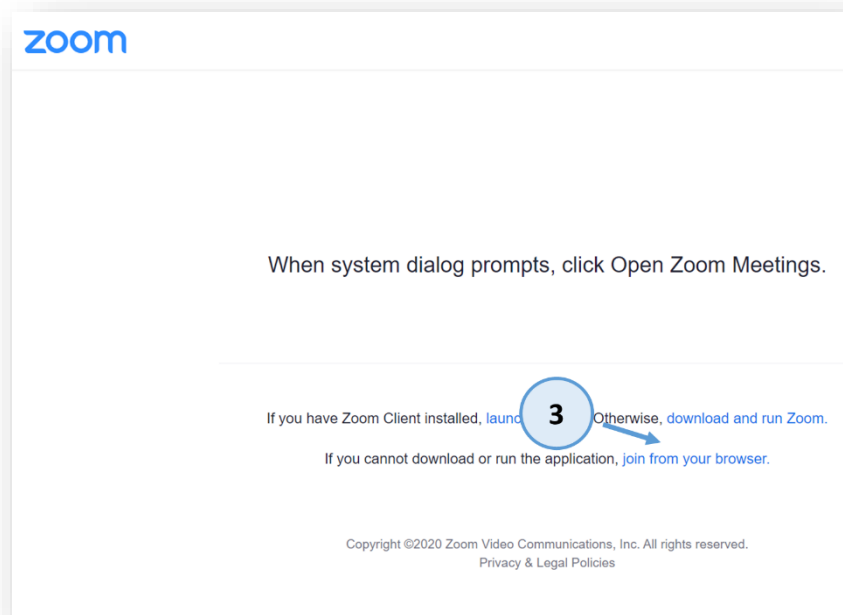 zoom
When system dialog prompts, click Open Zoom Meetings.
If you have Zoom Client installed, 3 Otherwise, download and run Zoom.
If you cannot download or run the application, join from your browser.
Copyright ©2020 Zoom Video Communications, Inc. All rights reserved.
Privacy & Legal Policies